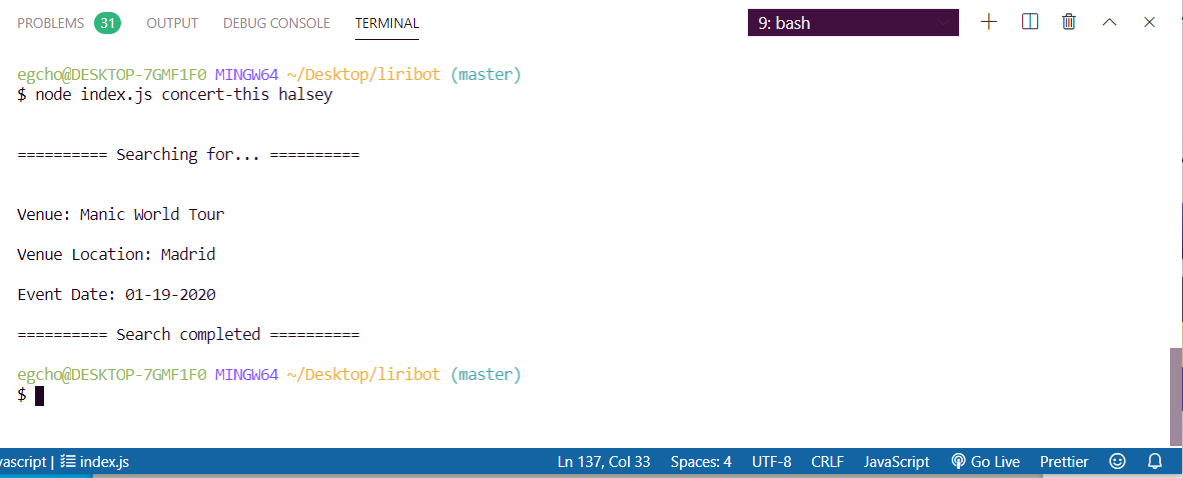 PROBLEMS 31 OUTPUT DEBUG CONSOLE TERMINAL 9: bash
egcho@DESKTOP-7GMF1F0 MINGW64 ~/Desktop/liribot (master)
$ node index.js concert-this halsey
========== Searching for... ==========
Venue: Manic World Tour
Venue Location: Madrid
Event Date: 01-19-2020
========== Search completed ==========
egcho@DESKTOP-7GMF1F0 MINGW64 ~/Desktop/liribot (master)
$
vascript | index.js Ln 137, Col 33 Spaces: 4 UTF-8 CRLF JavaScript Go Live Prettier